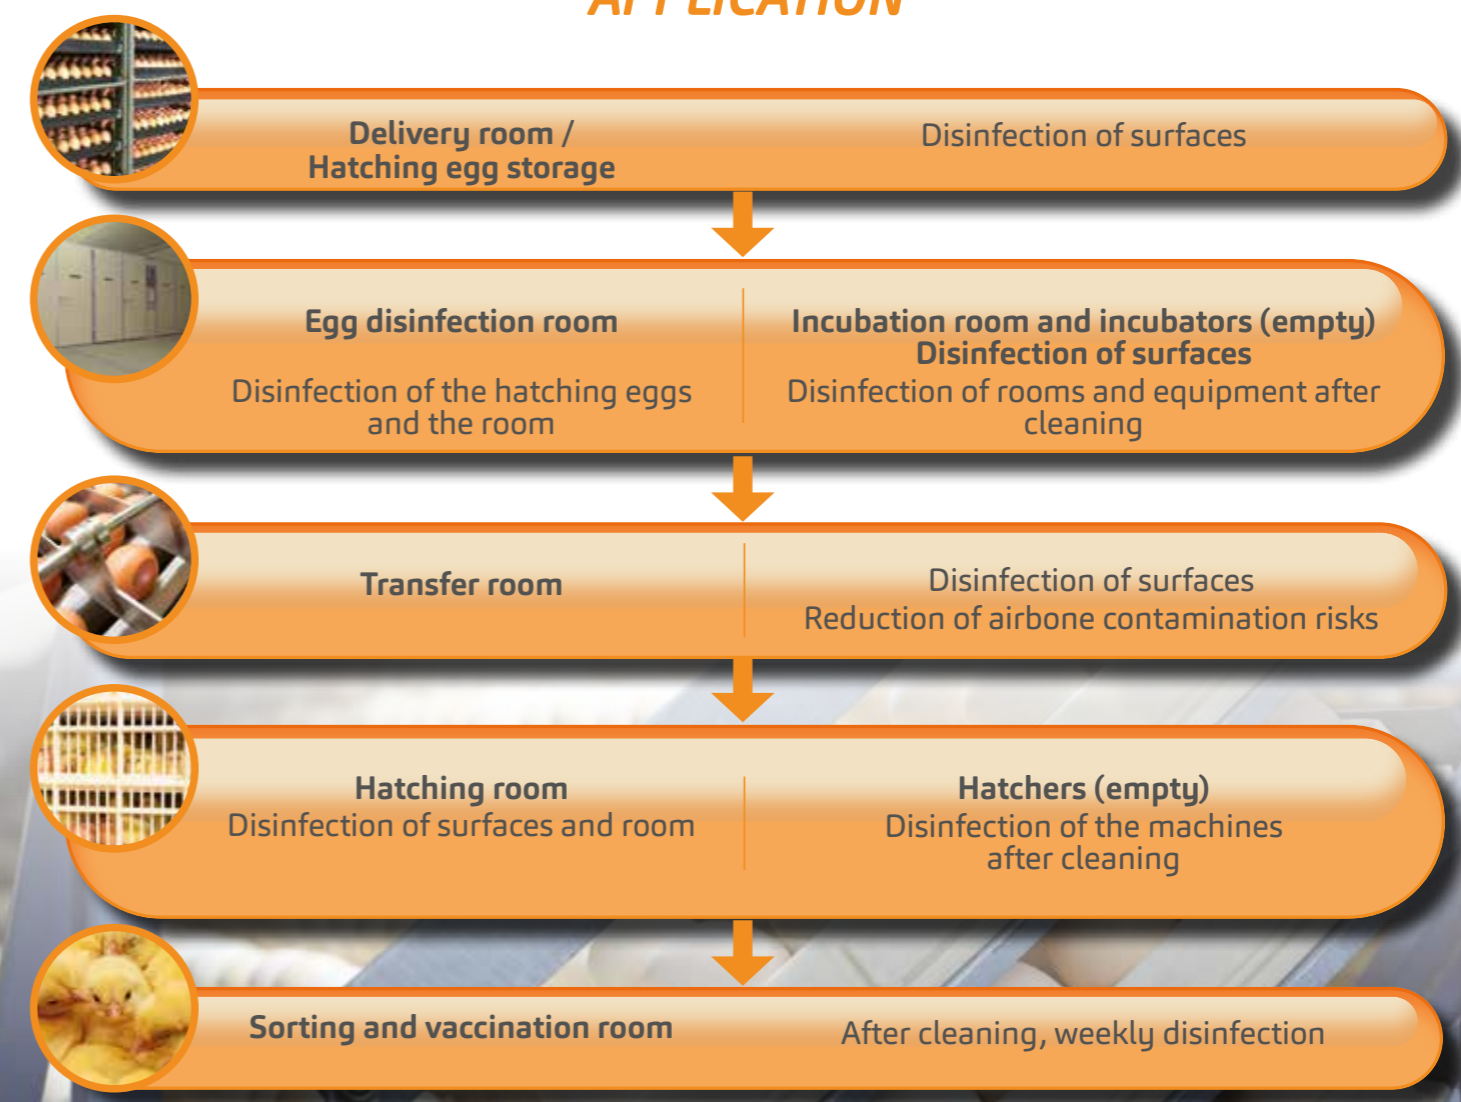 APPLICATION
Delivery room /
Hatching egg storage
Disinfection of surfaces
Egg disinfection room
Disinfection of the hatching eggs
and the room
Incubation room and incubators (empty)
Disinfection of surfaces
Disinfection of rooms and equipment after
cleaning
Transfer room
Disinfection of surfaces
Reduction of airbone contamination risks
Hatching room
Disinfection of surfaces and room
Hatchers (empty)
Disinfection of the machines
after cleaning
Sorting and vaccination room
After cleaning, weekly disinfection